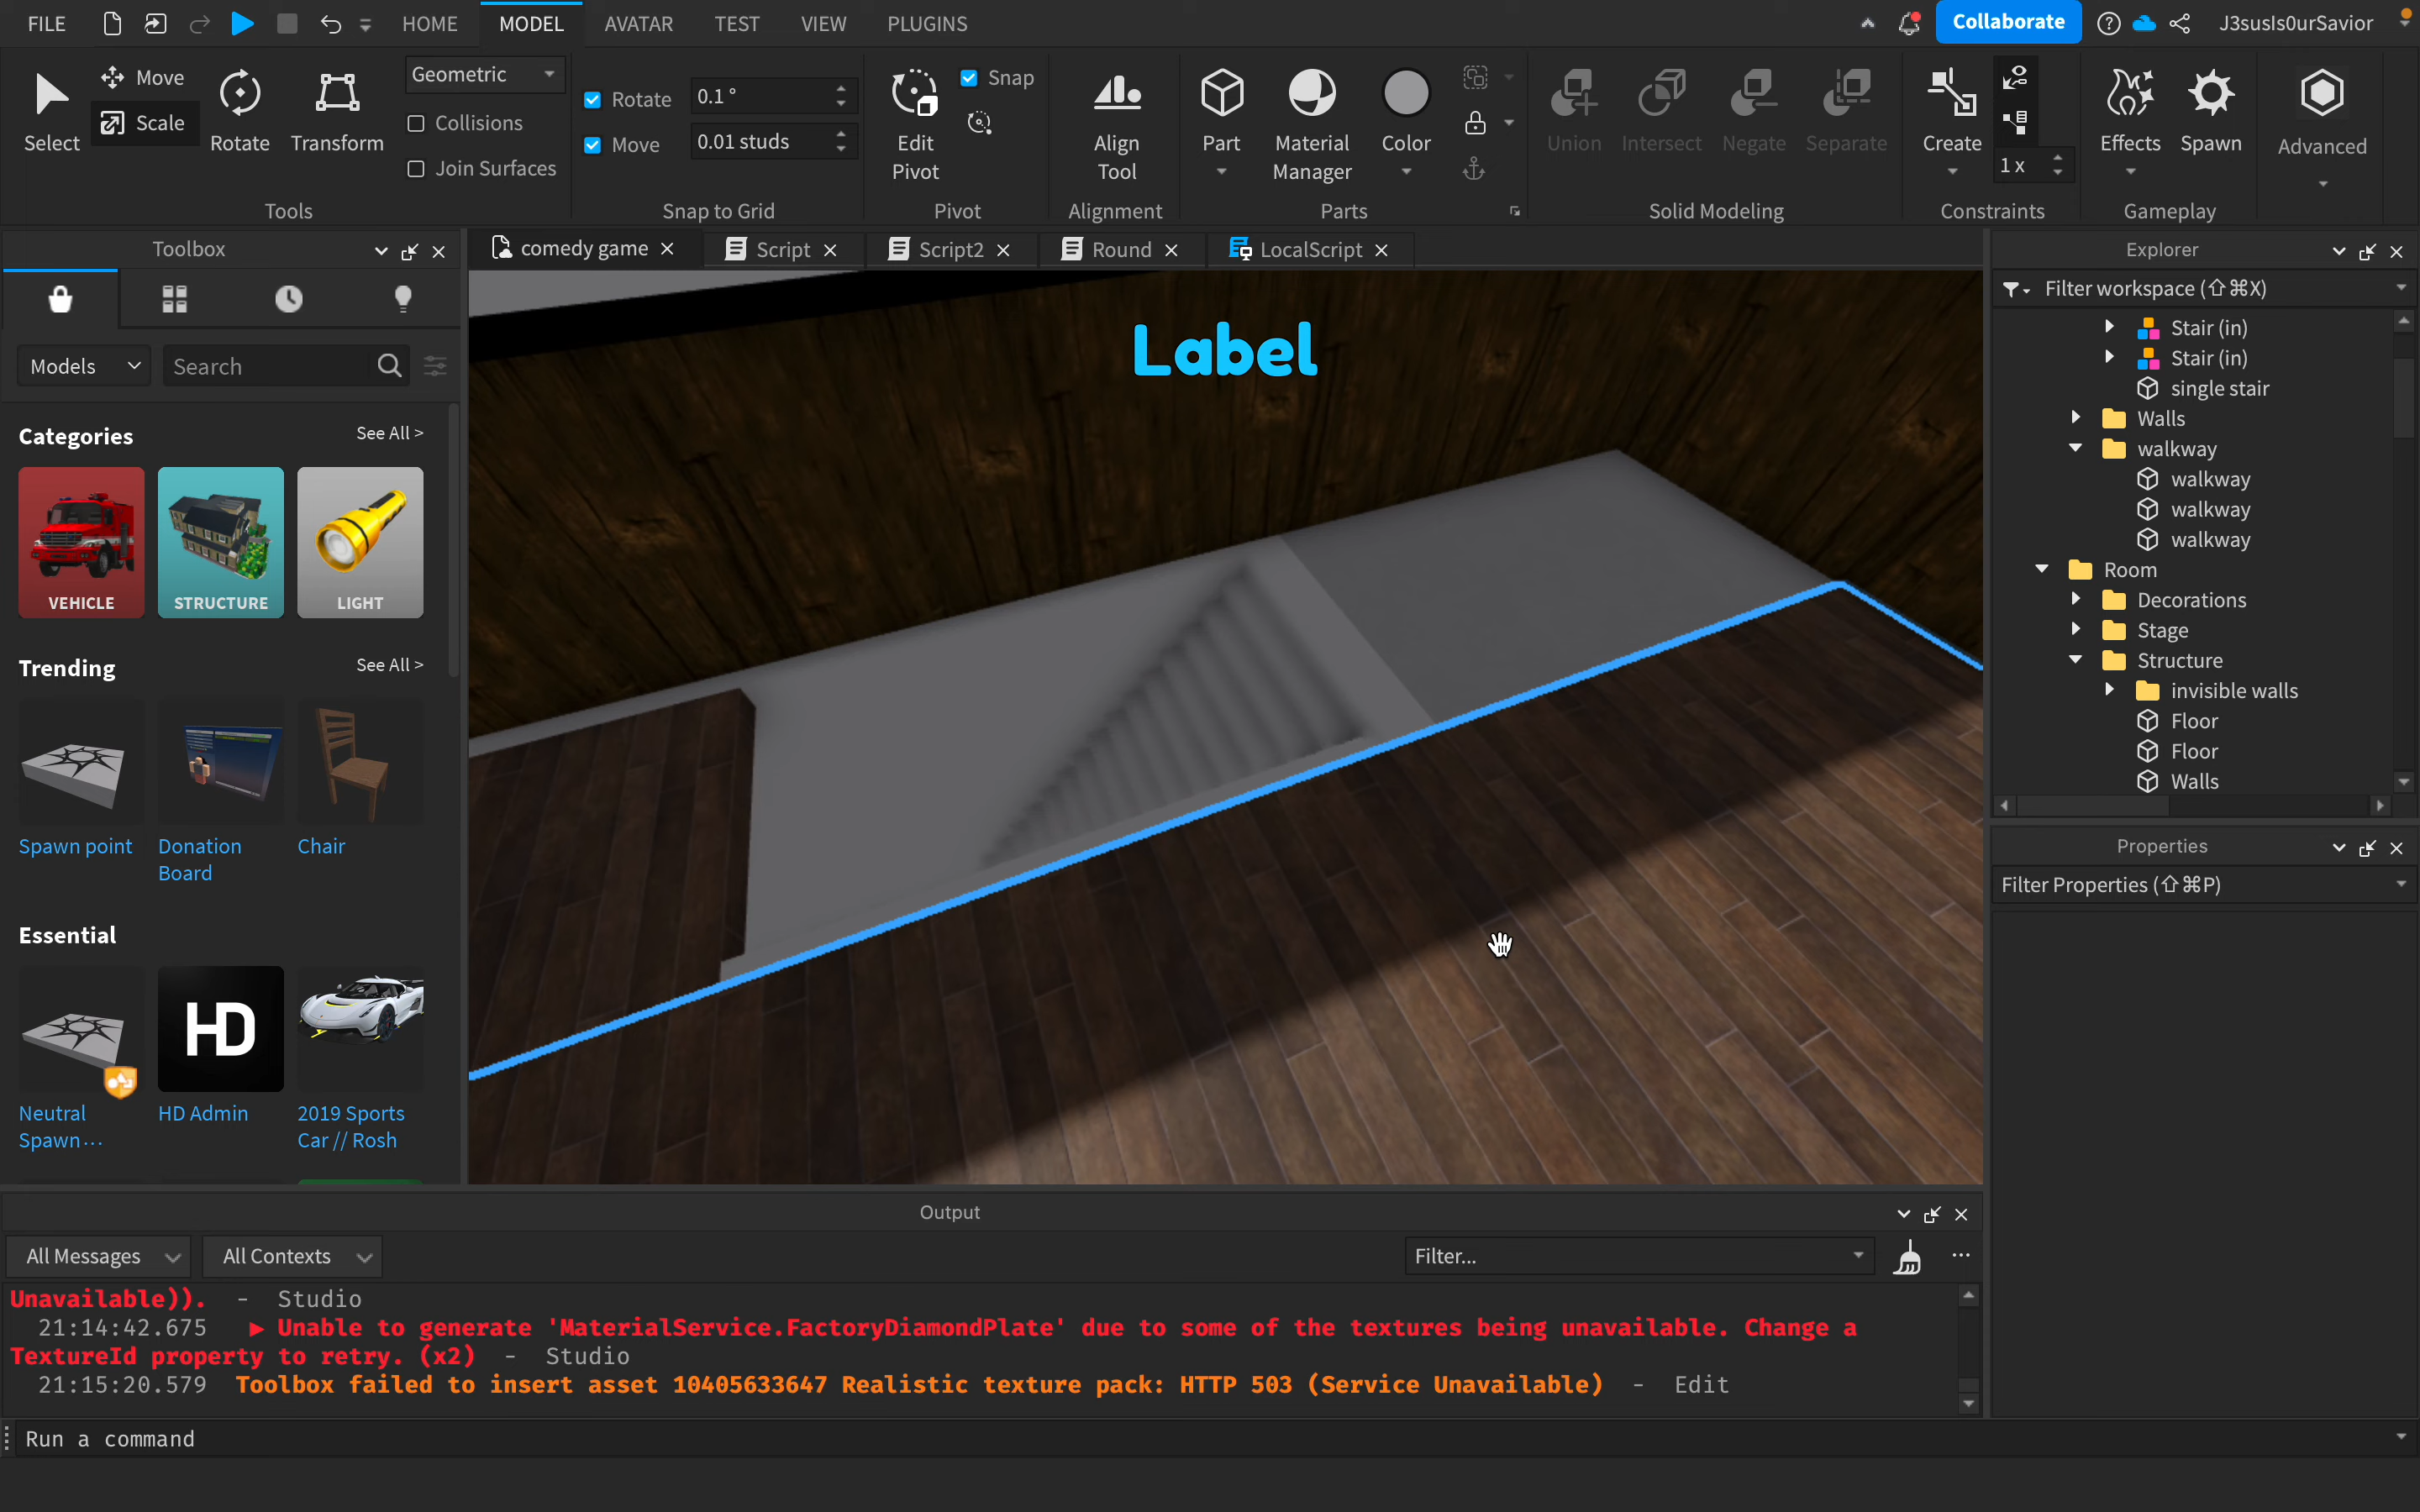 FILE HOME MODEL AVATAR TEST VIEW PLUGINS Collaborate J3susIs0urSavior
Select Move Scale Rotate Transform Geometric Collisions Join Surfaces
Tools
Rotate 0.1 °
Move 0.01 studs
Snap to Grid
Edit Pivot Snap
Pivot
Align Tool
Alignment
Part Material Manager Color
Parts
Union Intersect Negate Separate
Solid Modeling
Create 1 x
Constraints
Effects Spawn
Gameplay
Advanced
Toolbox
Models Search
Categories See All >
VEHICLE STRUCTURE LIGHT
Trending See All >
Spawn point Donation Board Chair
Essential
HD
Neutral Spawn... HD Admin 2019 Sports Car // Rosh
comedy game Script Script2 Round LocalScript
Label
Explorer
Filter workspace (⇧⌘X)
Stair (in)
Stair (in)
single stair
Walls
walkway
walkway
walkway
walkway
Room
Decorations
Stage
Structure
invisible walls
Floor
Floor
Walls
Properties
Filter Properties (⇧⌘P)
Output
All Messages All Contexts Filter...
Unavailable)). - Studio
21:14:42.675 ▶ Unable to generate 'MaterialService.FactoryDiamondPlate' due to some of the textures being unavailable. Change a
TextureId property to retry. (x2) - Studio
21:15:20.579 Toolbox failed to insert asset 10405633647 Realistic texture pack: HTTP 503 (Service Unavailable) - Edit
Run a command